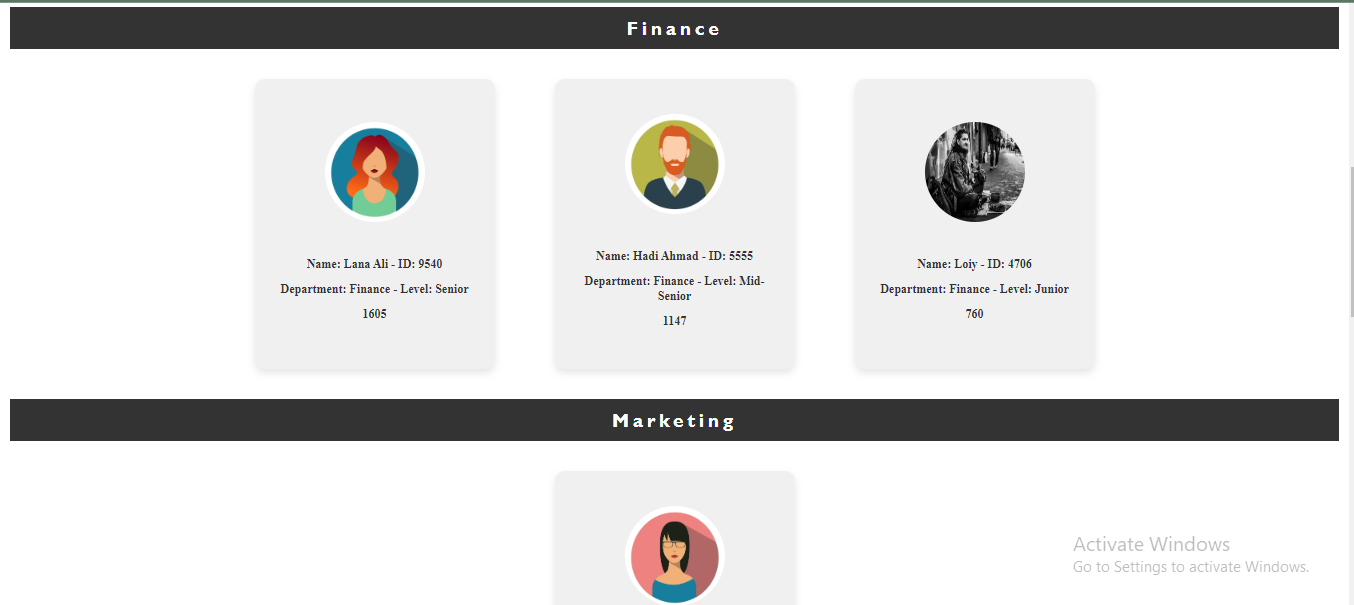 Finance
Name: Lana Ali - ID: 9540
Department: Finance - Level: Senior
1605
Name: Hadi Ahmad - ID: 5555
Department: Finance - Level: Mid-
Senior
1147
Name: Loiy - ID: 4706
Department: Finance - Level: Junior
760
Marketing
Activate Windows
Go to Settings to activate Windows.